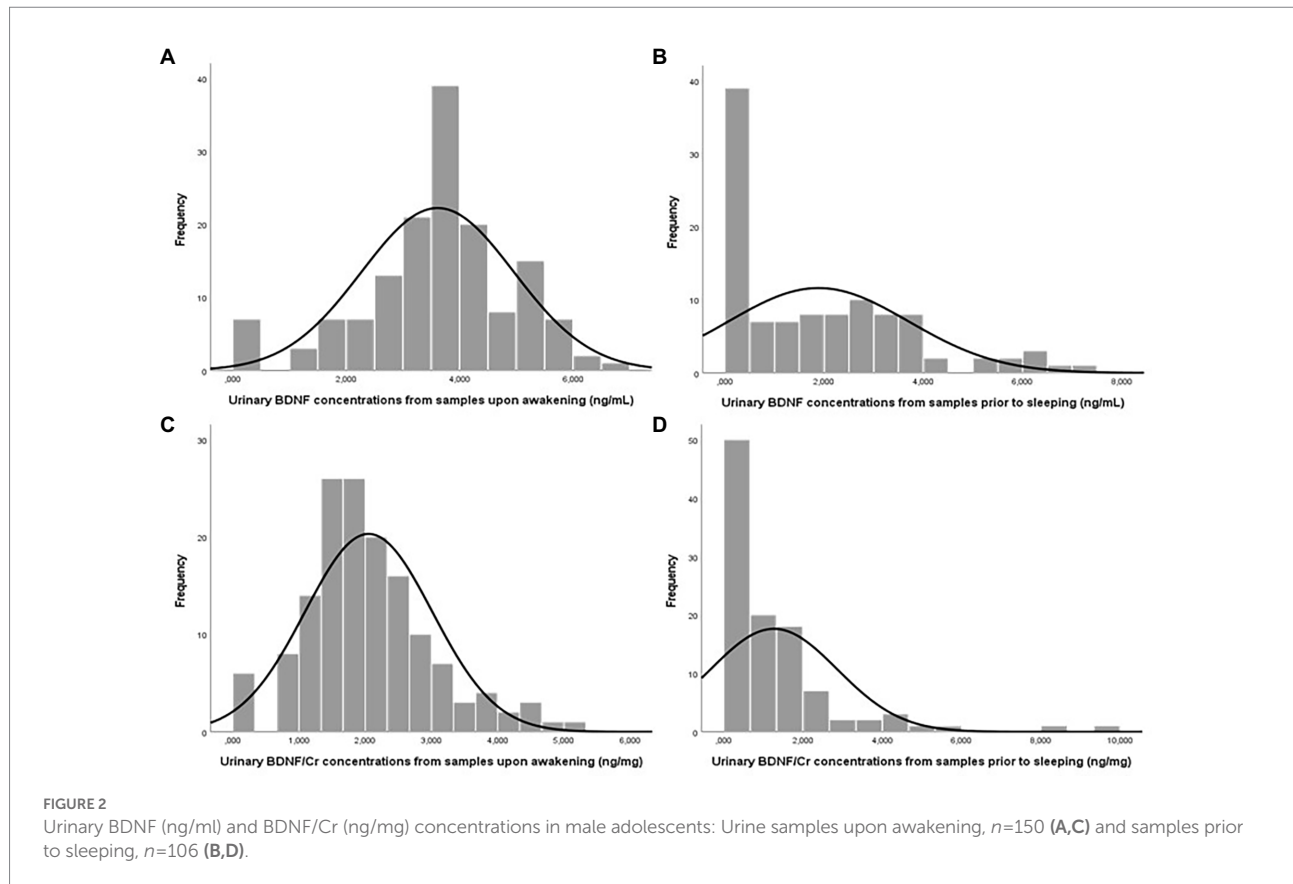 A
40
30
20
10
0
Frequency
,000
2,000
4,000
6,000
Urinary BDNF concentrations from samples upon awakening (ng/mL)
B
40
30
20
10
0
Frequency
,000
2,000
4,000
6,000
8,000
Urinary BDNF concentrations from samples prior to sleeping (ng/mL)
C
30
20
10
0
Frequency
,000
1,000
2,000
3,000
4,000
5,000
6,000
Urinary BDNF/Cr concentrations from samples upon awakening (ng/mg)
D
50
40
30
20
10
0
Frequency
,000
2,000
4,000
6,000
8,000
10,000
Urinary BDNF/Cr concentrations from samples prior to sleeping (ng/mg)
FIGURE 2
Urinary BDNF (ng/ml) and BDNF/Cr (ng/mg) concentrations in male adolescents: Urine samples upon awakening, n=150 (A,C) and samples prior
to sleeping, n=106 (B,D).